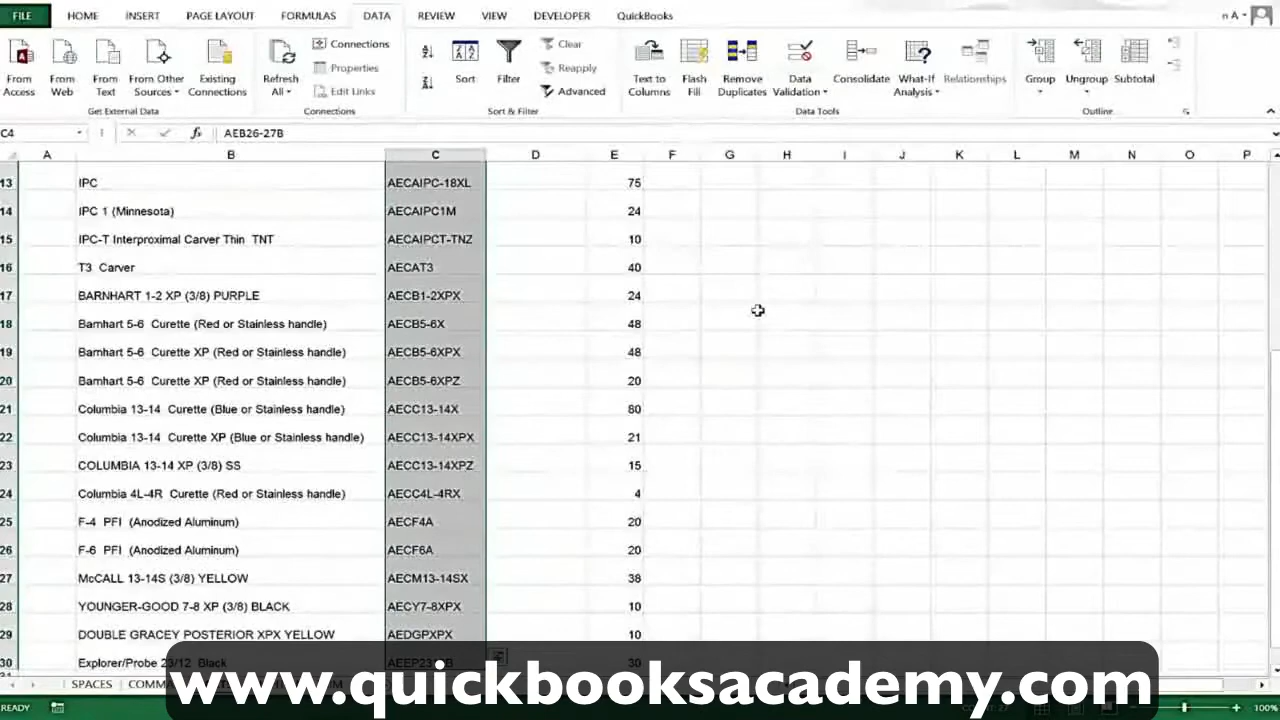 FILE HOME INSERT PAGE LAYOUT FORMULAS DATA REVIEW VIEW DEVELOPER QuickBooks n A
From Access From Web From Text From Other Sources Existing Connections Refresh All Connections Properties Edit Links Sort Filter Clear Reapply Advanced Text to Columns Flash Fill Remove Duplicates Data Validation Consolidate What-If Analysis Relationships Group Ungroup Subtotal
Get External Data Connections Sort & Filter Data Tools Outline
C4 fx AEB26-27B
A B C D E F G H I J K L M N O P
13 IPC AECAIPC-18XL 75
14 IPC 1 (Minnesota) AECAIPC1M 24
15 IPC-T Interproximal Carver Thin TNT AECAIPCT-TNZ 10
16 T3 Carver AECAT3 40
17 BARNHART 1-2 XP (3/8) PURPLE AECB1-2XPX 24
18 Barnhart 5-6 Curette (Red or Stainless handle) AECB5-6X 48
19 Barnhart 5-6 Curette XP (Red or Stainless handle) AECB5-6XPX 48
20 Barnhart 5-6 Curette XP (Red or Stainless handle) AECB5-6XPZ 20
21 Columbia 13-14 Curette (Blue or Stainless handle) AECC13-14X 80
22 Columbia 13-14 Curette XP (Blue or Stainless handle) AECC13-14XPX 21
23 COLUMBIA 13-14 XP (3/8) SS AECC13-14XPZ 15
24 Columbia 4L-4R Curette (Red or Stainless handle) AECC4L-4RX 4
25 F-4 PFI (Anodized Aluminum) AECF4A 20
26 F-6 PFI (Anodized Aluminum) AECF6A 20
27 McCALL 13-14S (3/8) YELLOW AECM13-14SX 38
28 YOUNGER-GOOD 7-8 XP (3/8) BLACK AECY7-8XPX 10
29 DOUBLE GRACEY POSTERIOR XPX YELLOW AEDGPXPX 10
30 Explorer/Probe 23/12 Black 30
SPACES
www.quickbooksacademy.com
READY 100%